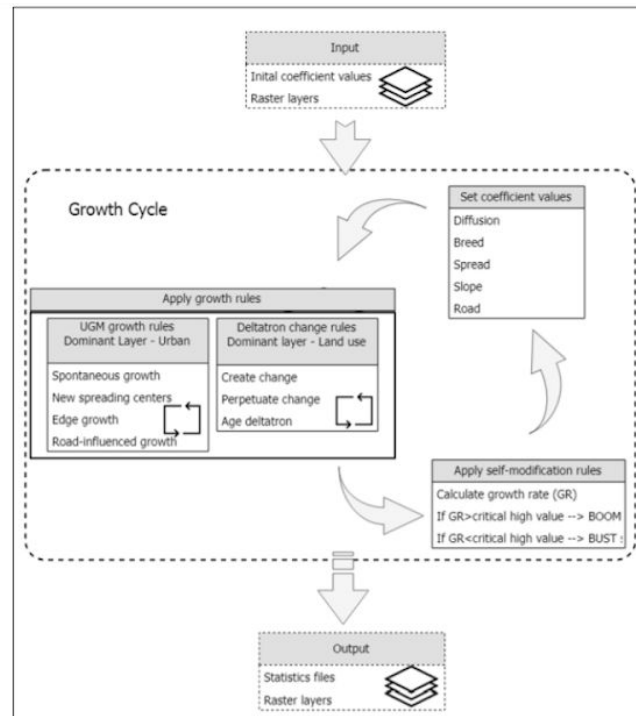 Input
Inital coefficient values
Raster layers
Growth Cycle
Set coefficient values
Diffusion
Breed
Spread
Slope
Road
Apply growth rules
UGM growth rules
Dominant Layer - Urban
Spontaneous growth
New spreading centers
Edge growth
Road-influenced growth
Deltatron change rules
Dominant layer - Land use
Create change
Perpetuate change
Age deltatron
Apply self-modification rules
Calculate growth rate (GR)
If GR>critical high value --> BOOM
If GR<critical high value --> BUST :
Output
Statistics files
Raster layers